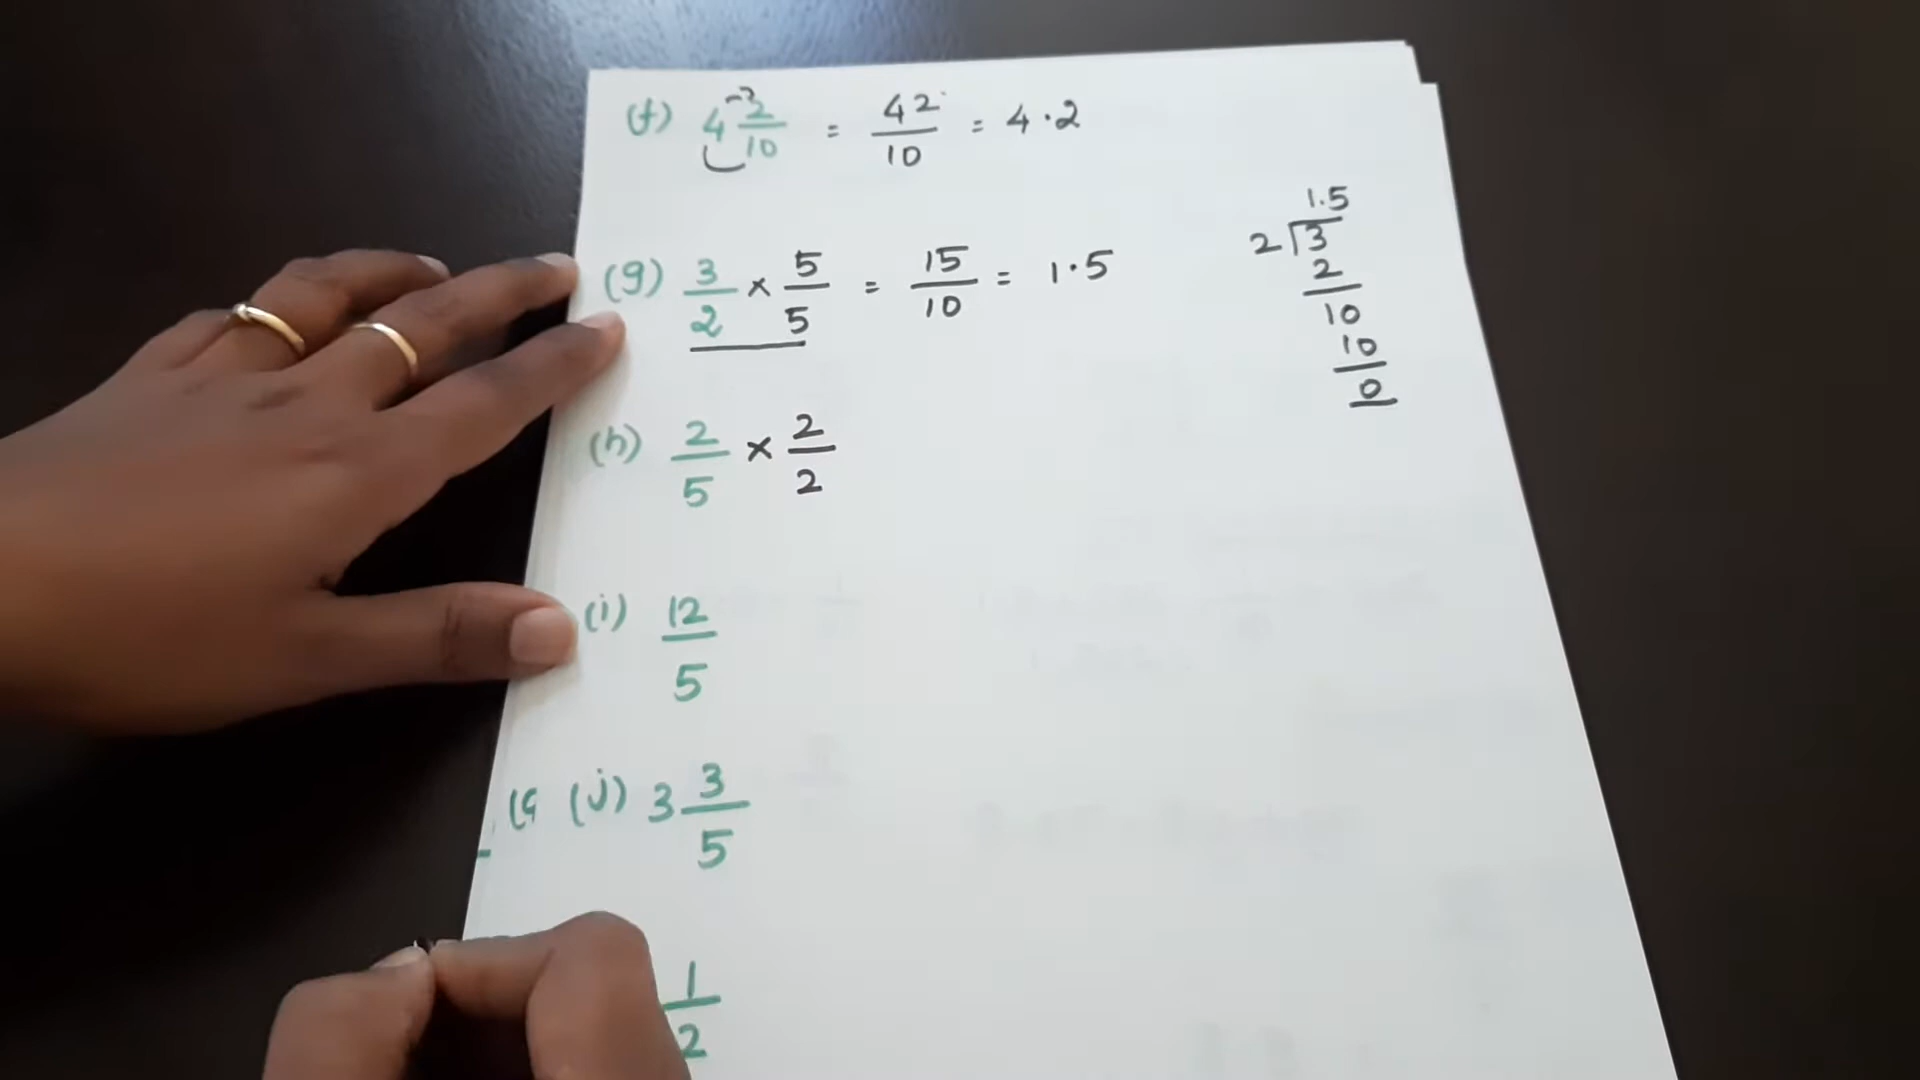 (f) 4 2/10 = 42/10 = 4.2
(g) 3/2 × 5/5 = 15/10 = 1.5
1.5
2 ⟌ 3
2
10
10
0
(h) 2/5 × 2/2
(i) 12/5
(j) 3 3/5
1/2